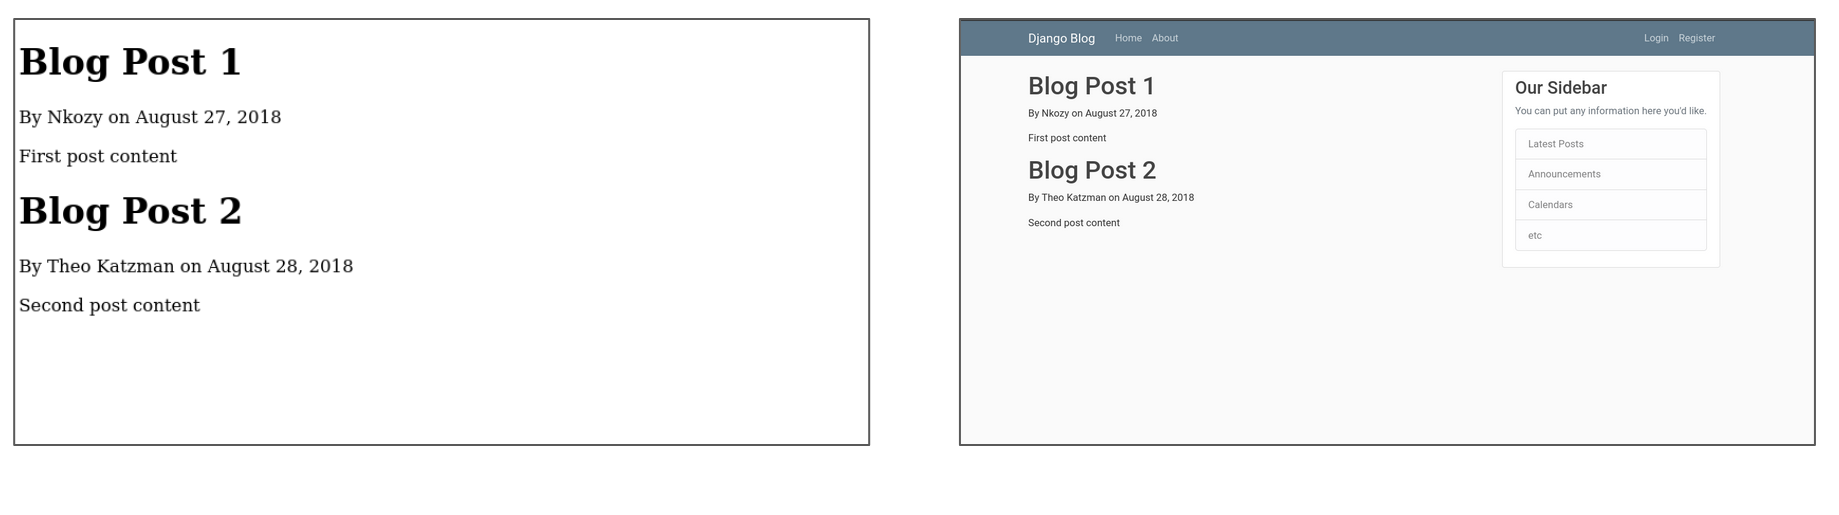 Blog Post 1
By Nkozy on August 27, 2018
First post content
Blog Post 2
By Theo Katzman on August 28, 2018
Second post content
Django Blog Home About Login Register
Blog Post 1
By Nkozy on August 27, 2018
First post content
Blog Post 2
By Theo Katzman on August 28, 2018
Second post content
Our Sidebar
You can put any information here you'd like.
Latest Posts
Announcements
Calendars
etc